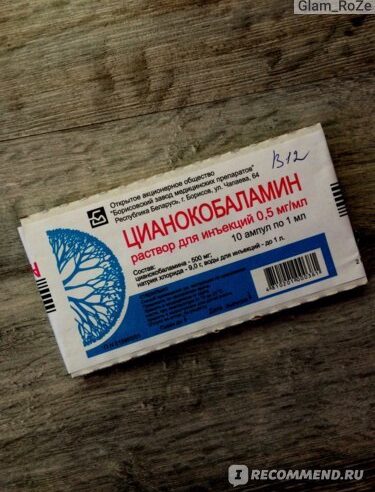 Glam_RoZe
B12
Открытое акционерное общество
"Борисовский завод медицинских препаратов"
Республика Беларусь, г. Борисов, ул. Чапаева, 64
ЦИАНОКОБАЛАМИН
раствор для инъекций 0,5 мг/мл
10 ампул по 1 мл
Состав:
цианокобаламина - 500 мг;
натрия хлорида - 9,0 г; воды для инъекций - до 1 л.
I RECOMMEND.RU